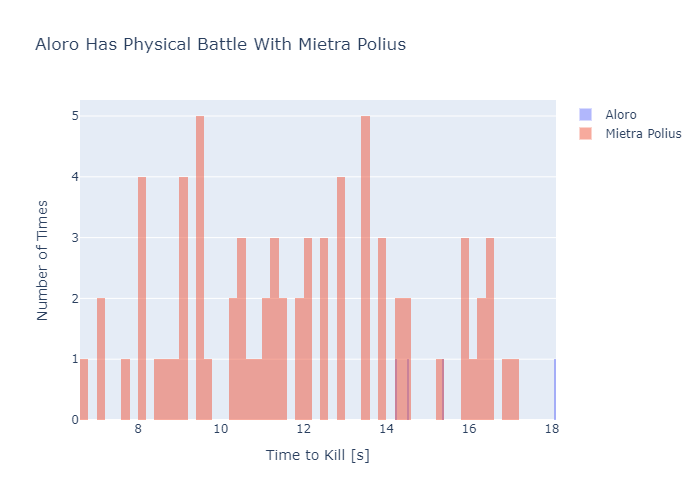 Aloro Has Physical Battle With Mietra Polius
Aloro
Mietra Polius
5
4
3
2
1
0
Number of Times
8
10
12
14
16
18
Time to Kill [s]